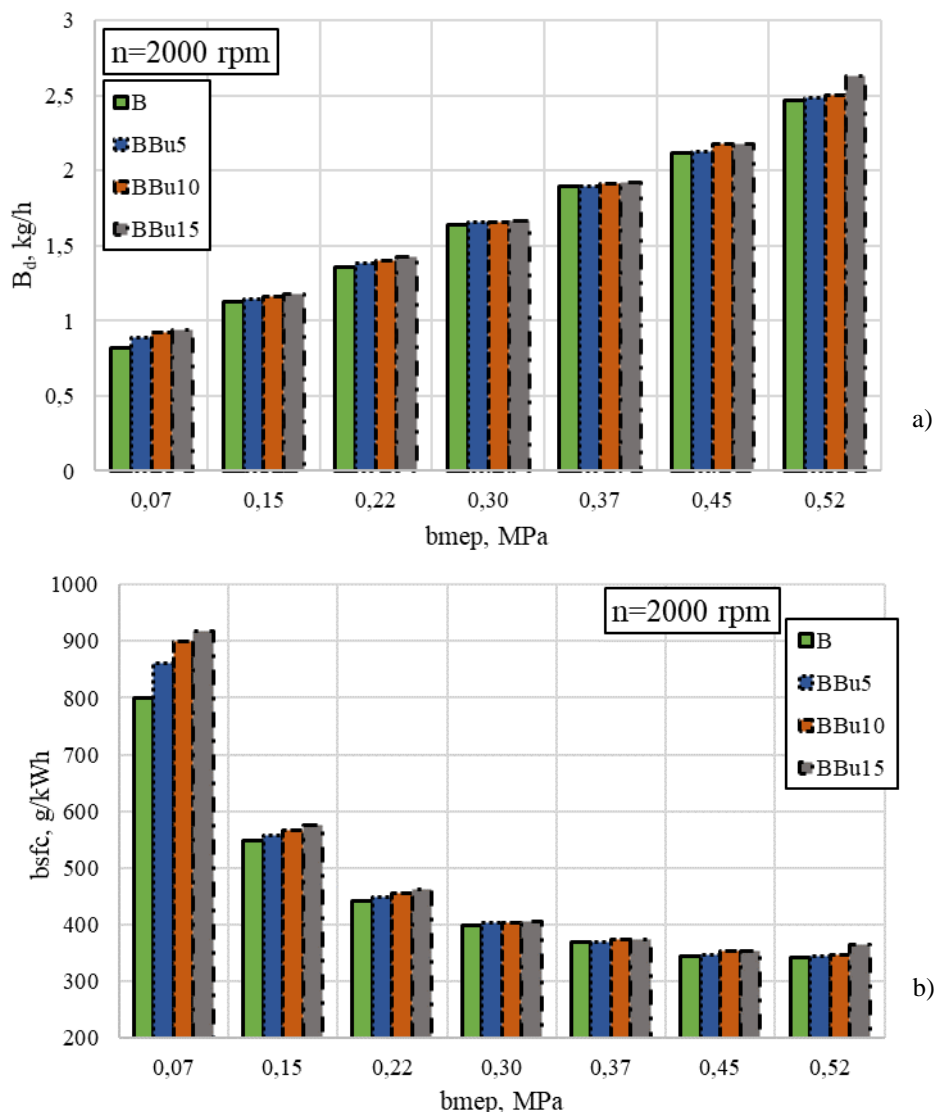 3
2,5
2
1,5
1
0,5
0
B_d, kg/h
n=2000 rpm
B
BBu5
BBu10
BBu15
0,07 0,15 0,22 0,30 0,37 0,45 0,52
bmep, MPa
a)
1000
900
800
700
600
500
400
300
200
bsfc, g/kWh
n=2000 rpm
B
BBu5
BBu10
BBu15
0,07 0,15 0,22 0,30 0,37 0,45 0,52
bmep, MPa
b)